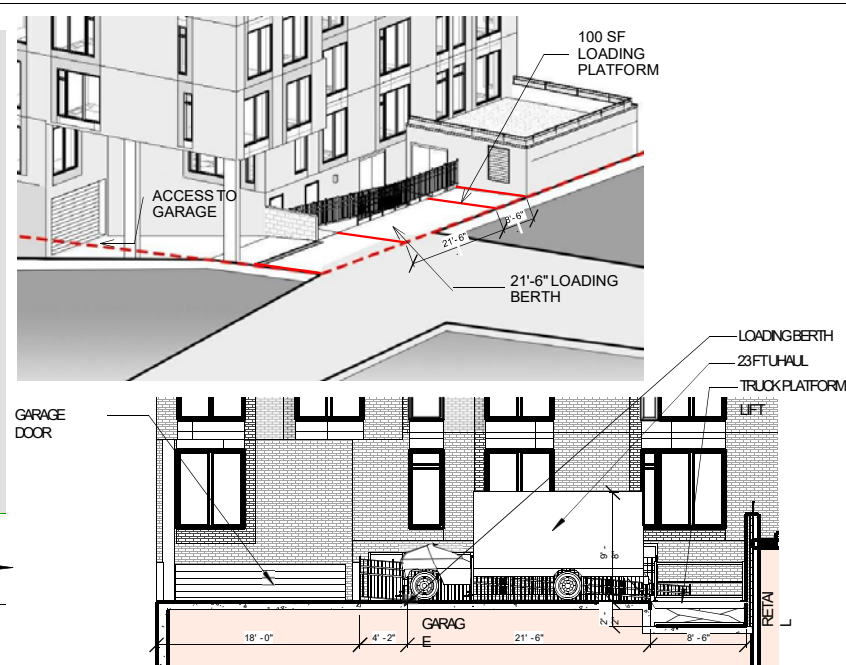 100 SF
LOADING
PLATFORM
ACCESS TO
GARAGE
21'-6"
8'-6"
21'-6" LOADING
BERTH
LOADING BERTH
23 FT UHAUL
TRUCK PLATFORM
LIFT
GARAGE
DOOR
9' -
8"
2' -
2"
GARAG
E
RETAI
L
18' -0"
4' -2"
21' -6"
8' -6"